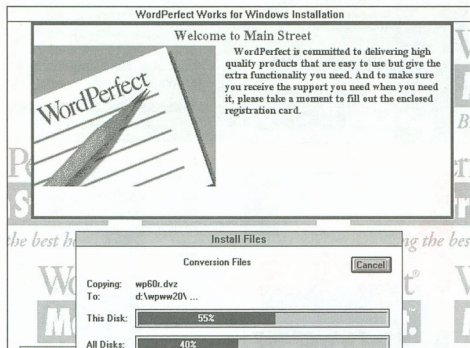 WordPerfect Works for Windows Installation
Welcome to Main Street
WordPerfect is committed to delivering high
quality products that are easy to use but give the
extra functionality you need. And to make sure
you receive the support you need when you need
it, please take a moment to fill out the enclosed
registration card.
WordPerfect
the best
ng the bes
Install Files
Conversion Files
Cancel
Copying: wp60r.dvz
To: d:\wpww20\ ...
This Disk: 55%
All Disks: 40%